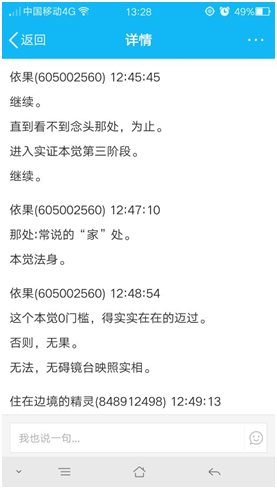 中国移动4G 13:28 49%
返回 详情
依果(605002560) 12:45:45
继续。
直到看不到念头那处，为止。
进入实证本觉第三阶段。
继续。
依果(605002560) 12:47:10
那处:常说的“家”处。
本觉法身。
依果(605002560) 12:48:54
这个本觉0门槛，得实实在在的迈过。
否则，无果。
无法，无碍镜台映照实相。
住在边境的精灵(848912498) 12:49:13
我也说一句...